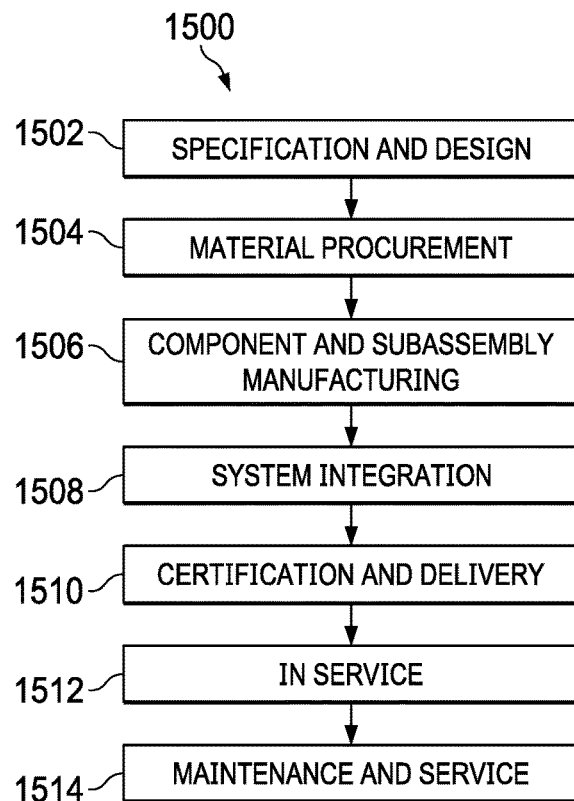 1500
1502
SPECIFICATION AND DESIGN
1504
MATERIAL PROCUREMENT
1506
COMPONENT AND SUBASSEMBLY
MANUFACTURING
1508
SYSTEM INTEGRATION
1510
CERTIFICATION AND DELIVERY
1512
IN SERVICE
1514
MAINTENANCE AND SERVICE